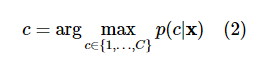 c = arg max p(c|x) (2)
c∈{1,…,C}